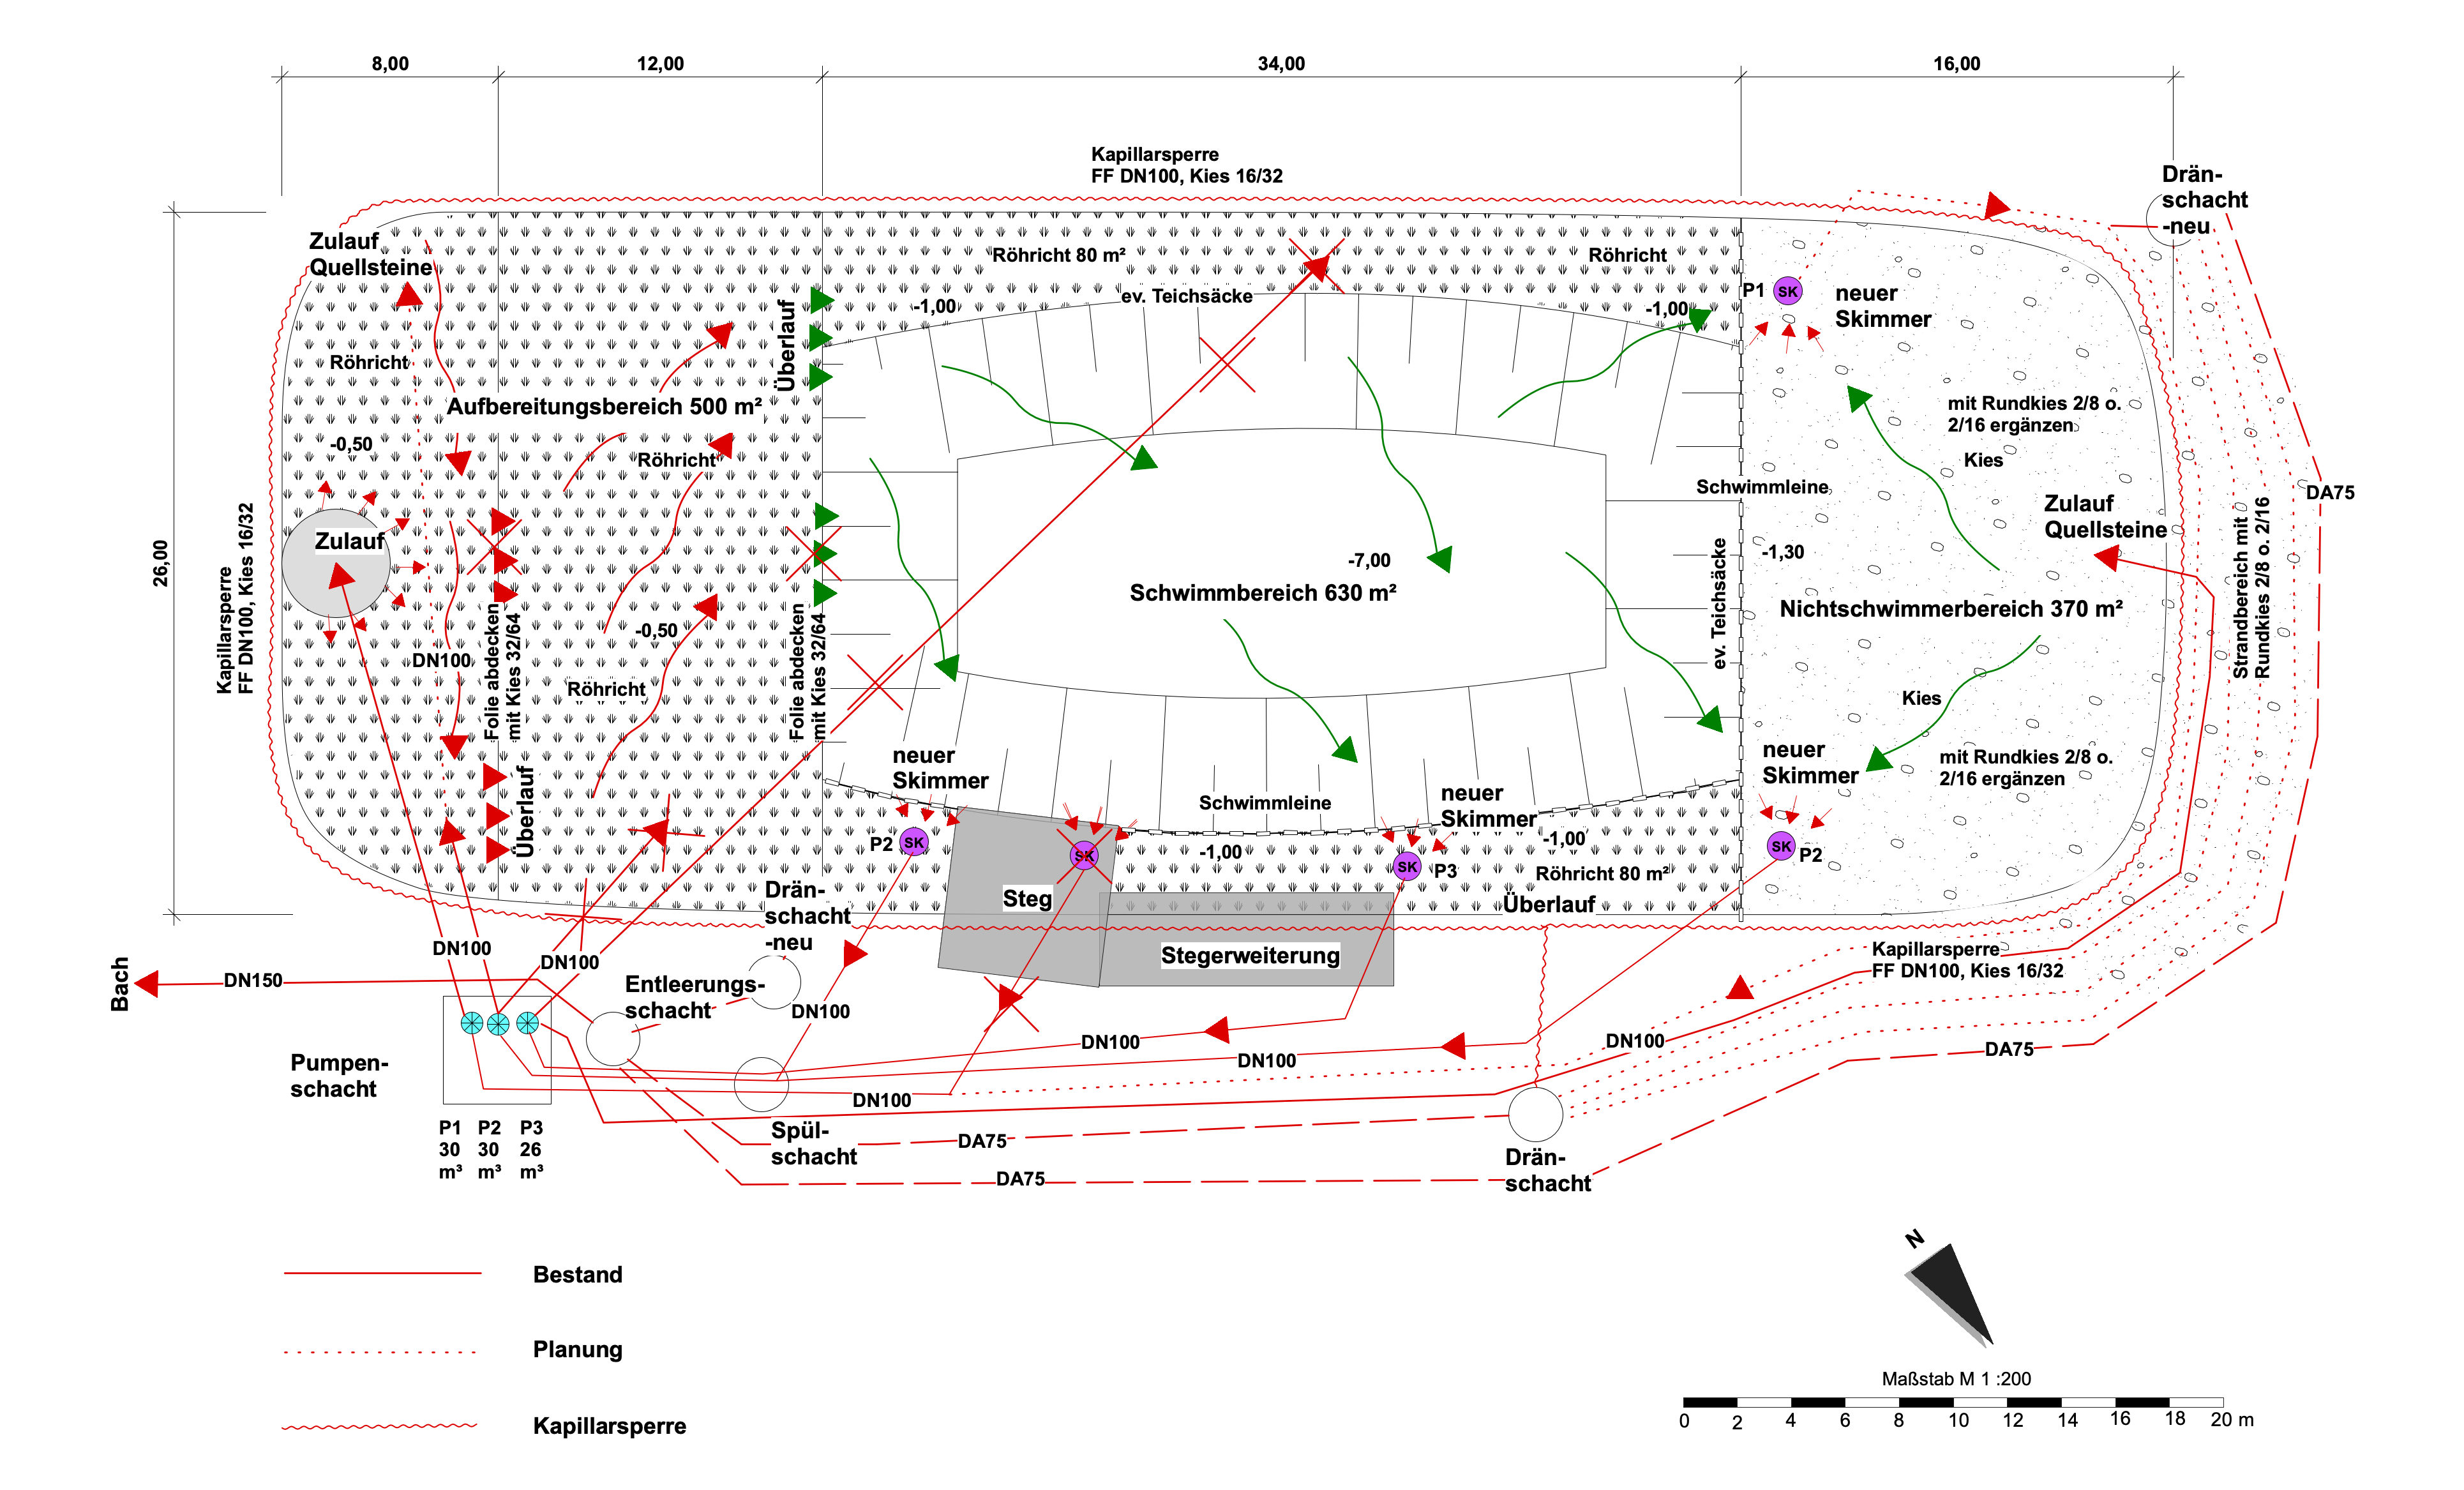 8,00
12,00
34,00
16,00
26,00
Kapillarsperre
FF DN100, Kies 16/32
Drän-
schacht
-neu
Zulauf
Quellsteine
Röhricht
Aufbereitungsbereich 500 m²
-0,50
Röhricht
Zulauf
Kapillarsperre
FF DN100, Kies 16/32
DN100
Folie abdecken
mit Kies 32/64
-0,50
Röhricht
Überlauf
Überlauf
Folie abdecken
mit Kies 32/64
Röhricht 80 m²
Röhricht
-1,00
ev. Teichsäcke
-1,00
P1
SK
neuer
Skimmer
mit Rundkies 2/8 o.
2/16 ergänzen
Kies
Schwimmleine
Zulauf
Quellsteine
DA75
-7,00
Schwimmbereich 630 m²
ev. Teichsäcke
-1,30
Nichtschwimmerbereich 370 m²
Strandbereich mit
Rundkies 2/8 o. 2/16
Kies
mit Rundkies 2/8 o.
2/16 ergänzen
neuer
Skimmer
SK
P2
neuer
Skimmer
P2
SK
SK
Schwimmleine
-1,00
neuer
Skimmer
SK
P3
-1,00
Röhricht 80 m²
Überlauf
Steg
Stegerweiterung
Drän-
schacht
-neu
DN100
DN100
Bach
DN150
Entleerungs-
schacht
DN100
Kapillarsperre
FF DN100, Kies 16/32
DN100
DN100
DN100
DA75
Pumpen-
schacht
DN100
P1
P2
P3
30
30
26
m³
m³
m³
Spül-
schacht
DA75
DA75
Drän-
schacht
Bestand
Planung
Kapillarsperre
N
Maßstab M 1 :200
0 2 4 6 8 10 12 14 16 18 20 m